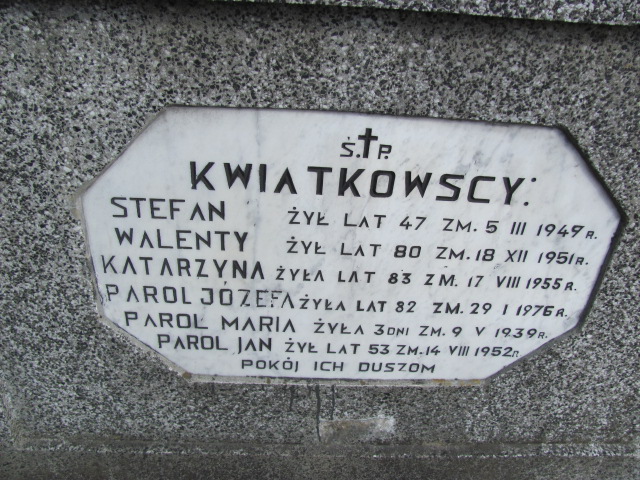 Ś.†P.
KWIATKOWSCY:
STEFAN ŻYŁ LAT 47 ZM. 5 III 1947 R.
WALENTY ŻYŁ LAT 80 ZM. 18 XII 1951 R.
KATARZYNA ŻYŁA LAT 83 ZM. 17 VIII 1955 R.
PAROL JÓZEFA ŻYŁA LAT 82 ZM. 29 I 1975 R.
PAROL MARIA ŻYŁA 3 DNI ZM. 9 V 1939 R.
PAROL JAN ŻYŁ LAT 53 ZM. 14 VIII 1952 R.
POKÓJ ICH DUSZOM